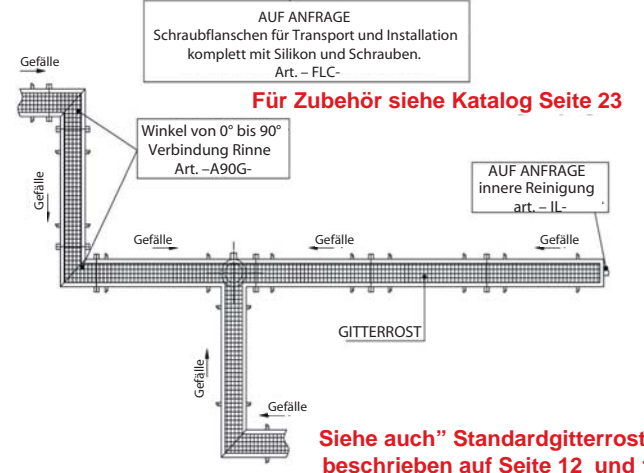 AUF ANFRAGE
Schraubflanschen für Transport und Installation
komplett mit Silikon und Schrauben.
Art. – FLC-
Gefälle
Für Zubehör siehe Katalog Seite 23
Winkel von 0° bis 90°
Verbindung Rinne
Art. –A90G-
AUF ANFRAGE
innere Reinigung
art. – IL-
Gefälle
Gefälle
Gefälle
Gefälle
GITTERROST
Gefälle
Gefälle
Siehe auch” Standardgitterrost
beschrieben auf Seite 12 und